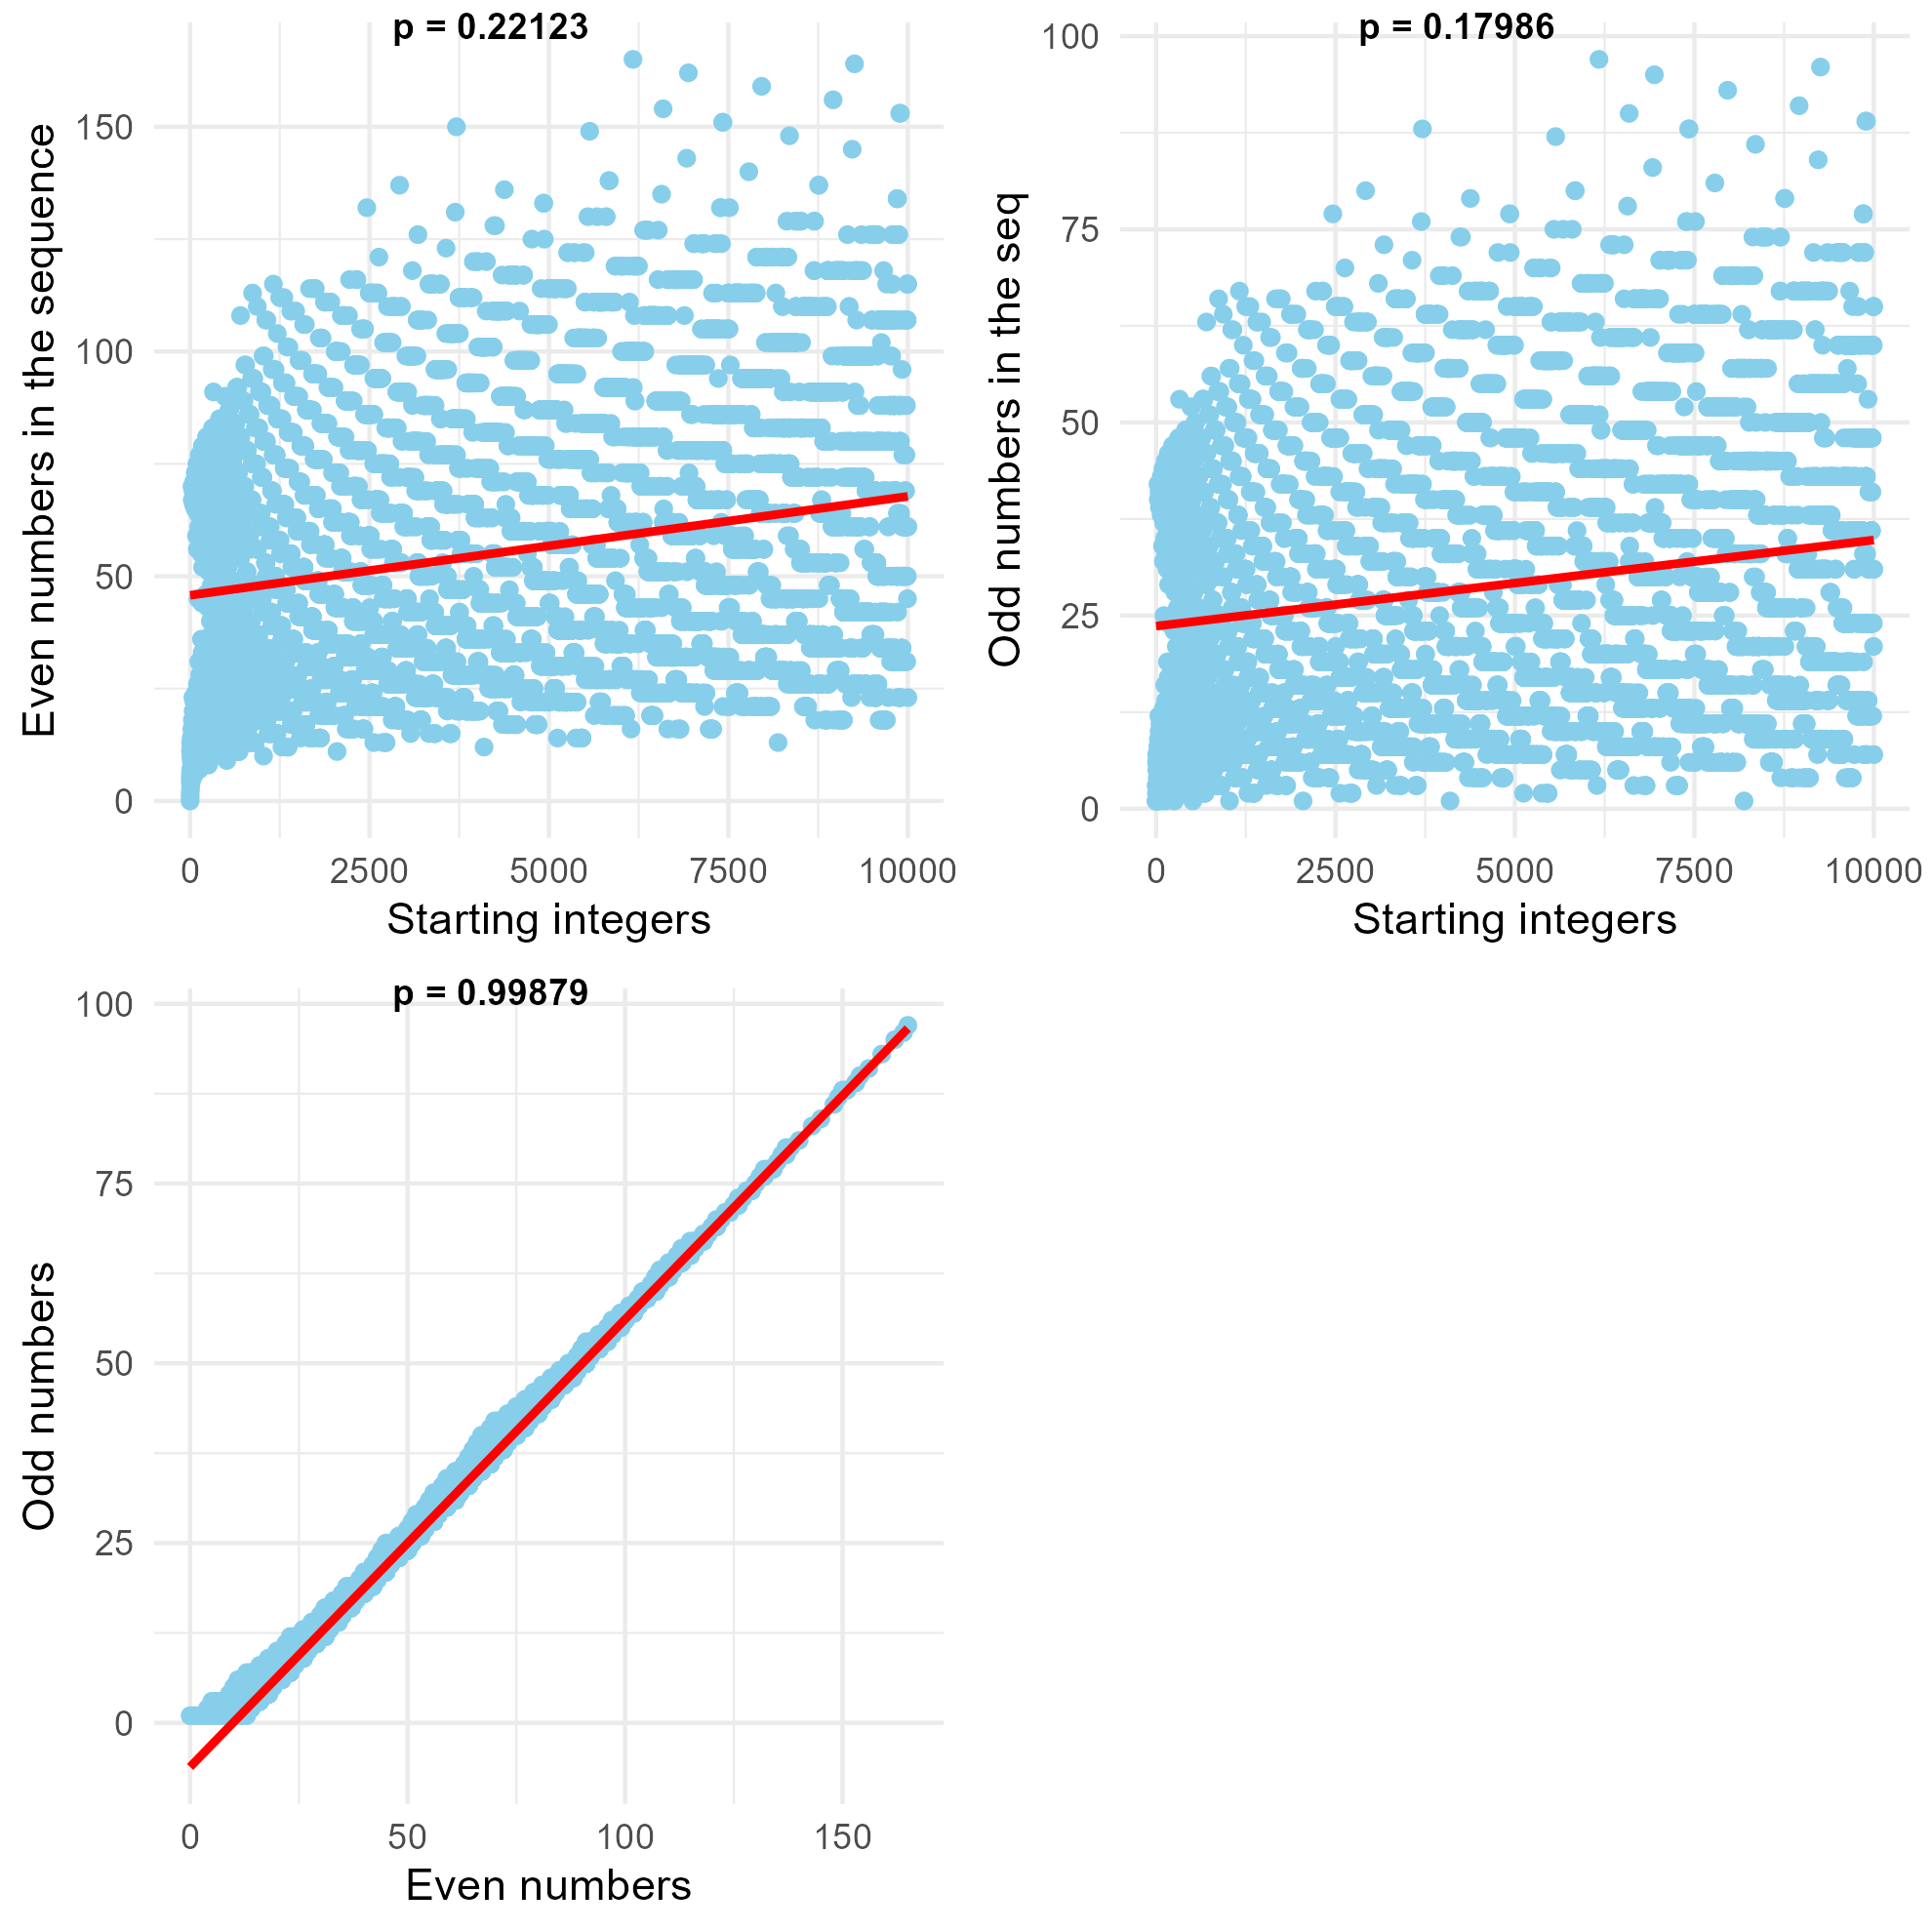 p = 0.22123
Even numbers in the sequence
150
100
50
0
0 2500 5000 7500 10000
Starting integers
p = 0.17986
Odd numbers in the seq
100
75
50
25
0
0 2500 5000 7500 10000
Starting integers
p = 0.99879
Odd numbers
100
75
50
25
0
0 50 100 150
Even numbers